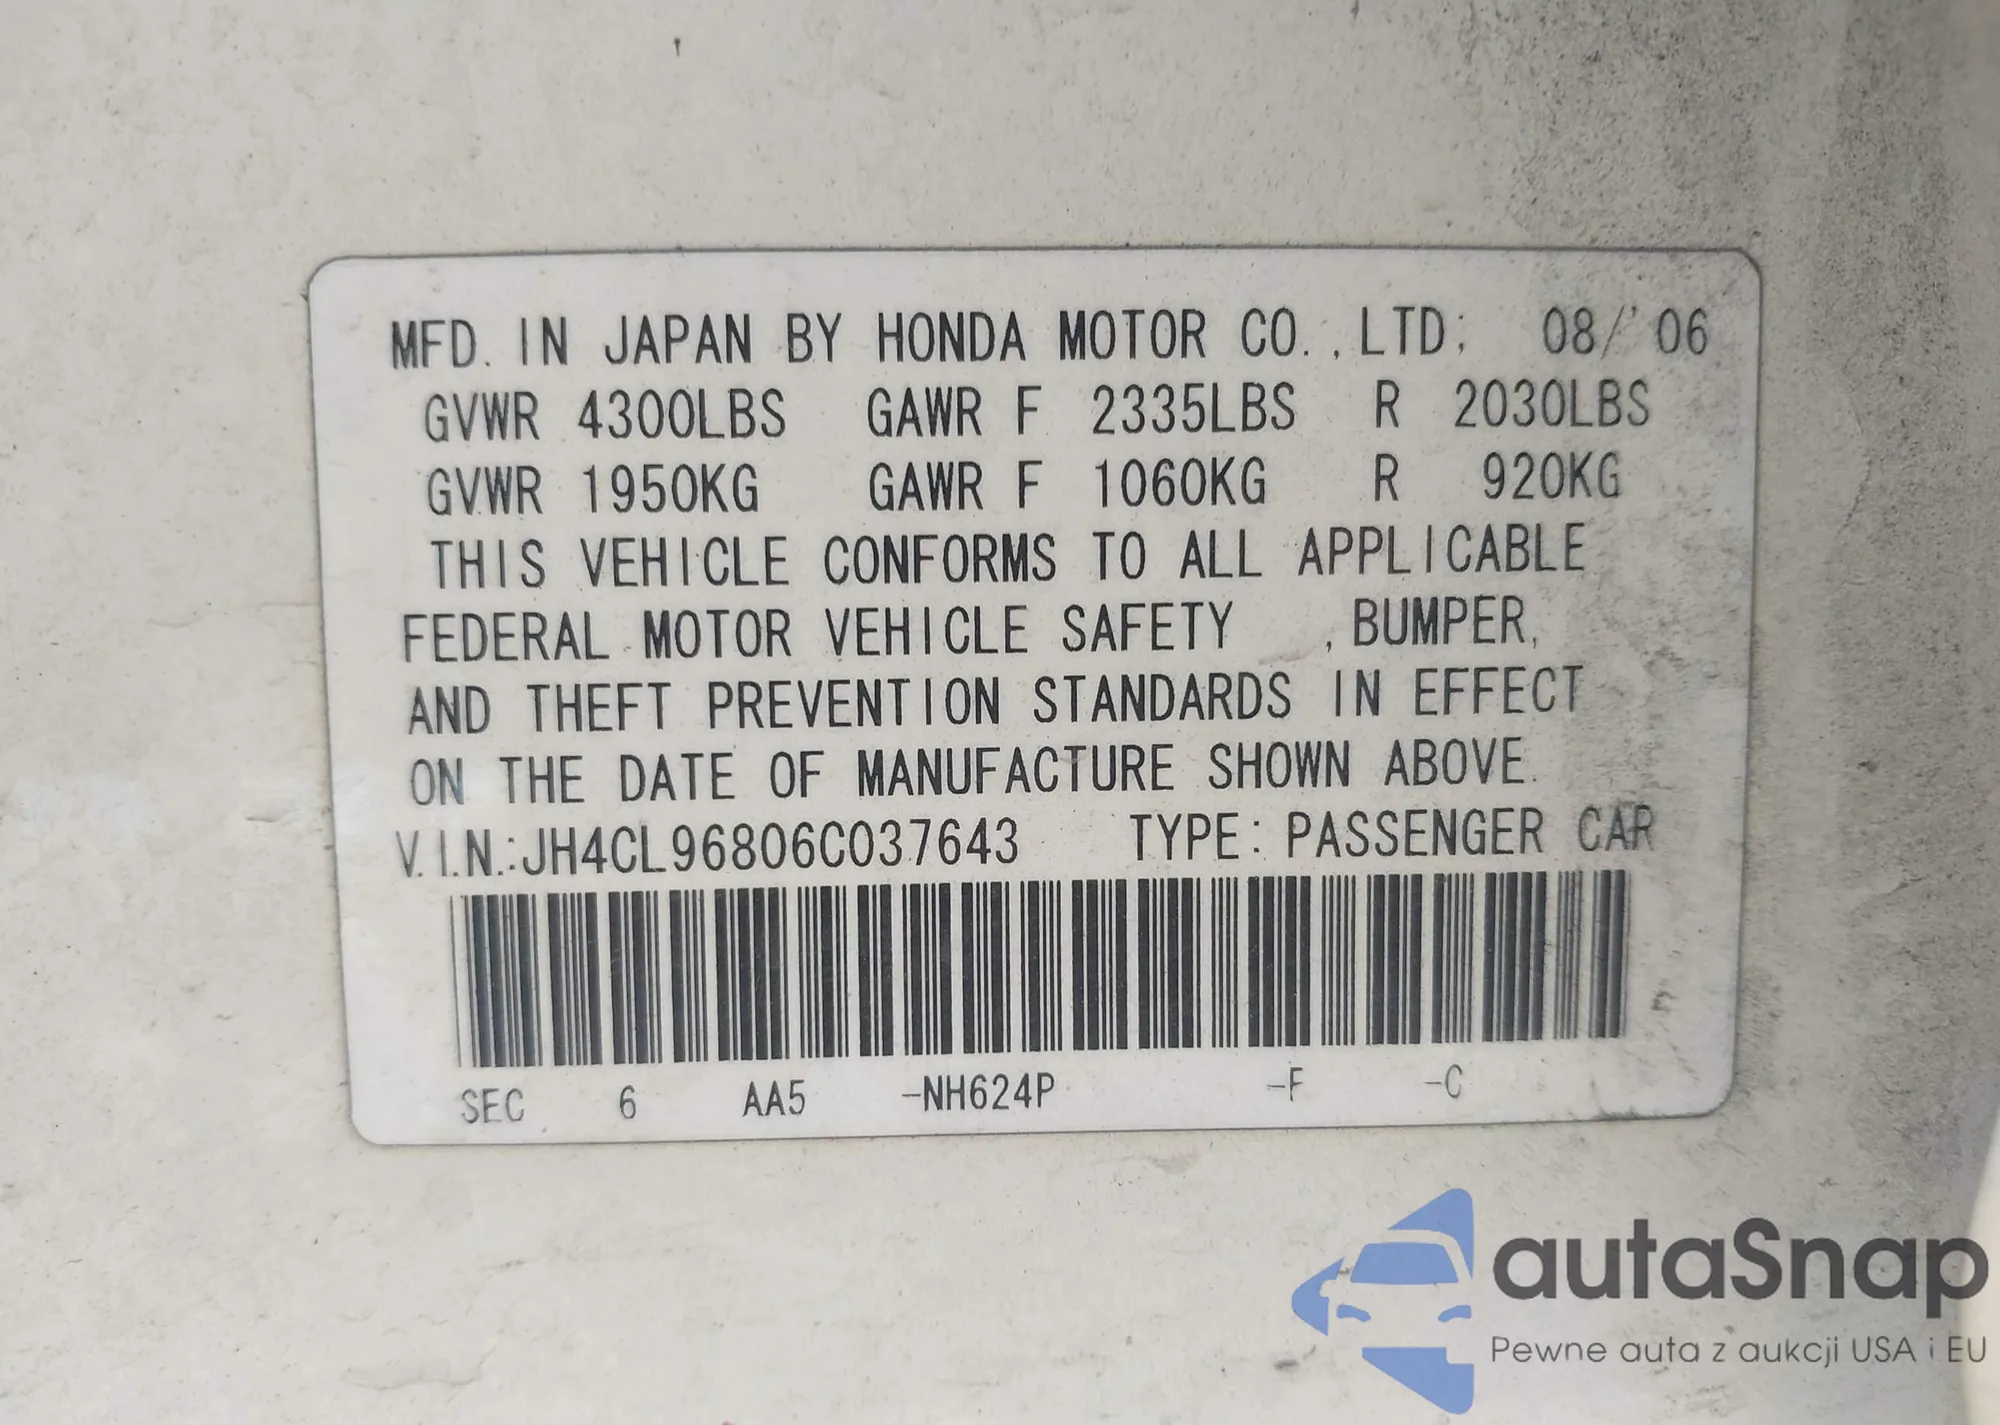 MFD. IN JAPAN BY HONDA MOTOR CO.,LTD; 08/'06
GVWR 4300LBS GAWR F 2335LBS R 2030LBS
GVWR 1950KG GAWR F 1060KG R 920KG
THIS VEHICLE CONFORMS TO ALL APPLICABLE
FEDERAL MOTOR VEHICLE SAFETY ,BUMPER,
AND THEFT PREVENTION STANDARDS IN EFFECT
ON THE DATE OF MANUFACTURE SHOWN ABOVE.
V.I.N.:JH4CL96806C037643 TYPE: PASSENGER CAR
SEC 6 AA5 -NH624P -F -C
autaSnap
Pewne auta z aukcji USA i EU